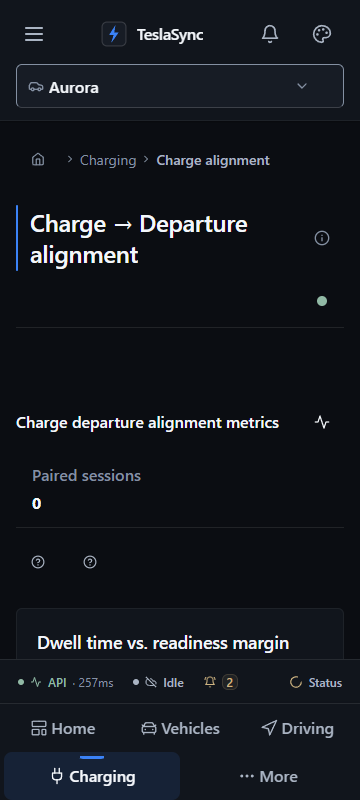 TeslaSync
Aurora
Charging
Charge alignment
Charge → Departure
alignment
Charge departure alignment metrics
Paired sessions
0
Dwell time vs. readiness margin
API · 257ms
Idle
2
Status
Home
Vehicles
Driving
Charging
More